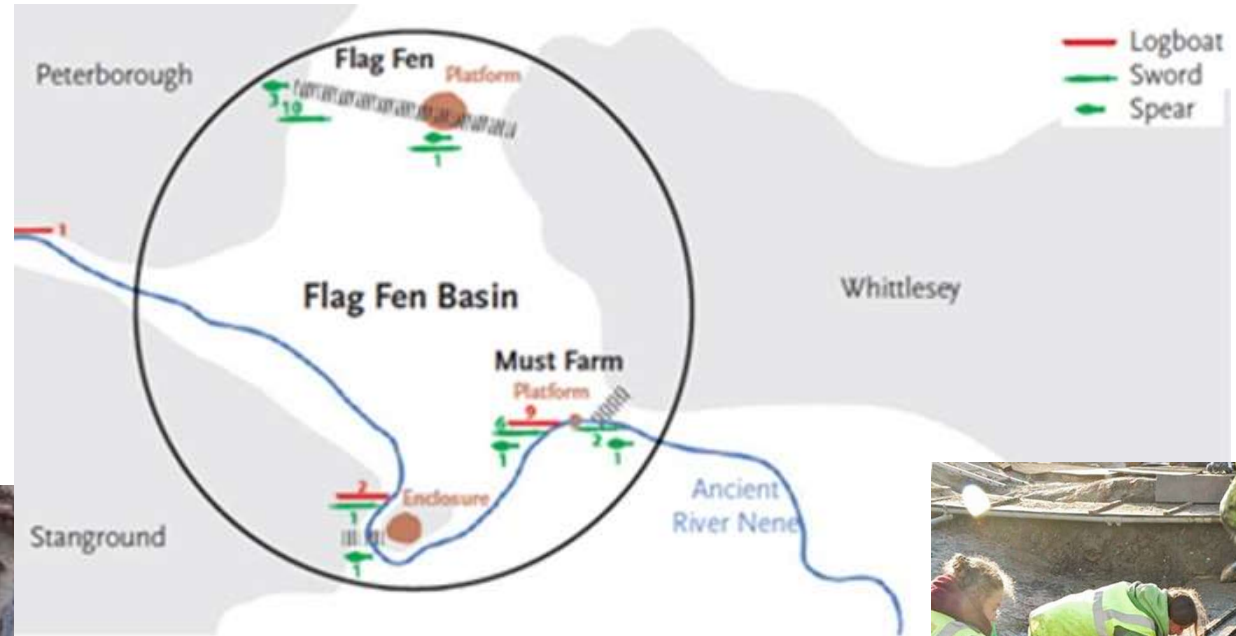 Flag Fen
Peterborough
Platform
Logboat
Sword
Spear
3
10
1
1
Flag Fen Basin
Whittlesey
Must Farm
Platform
9
6
2
1
1
2
Enclosure
1
Ancient
River Nene
Stanground
1